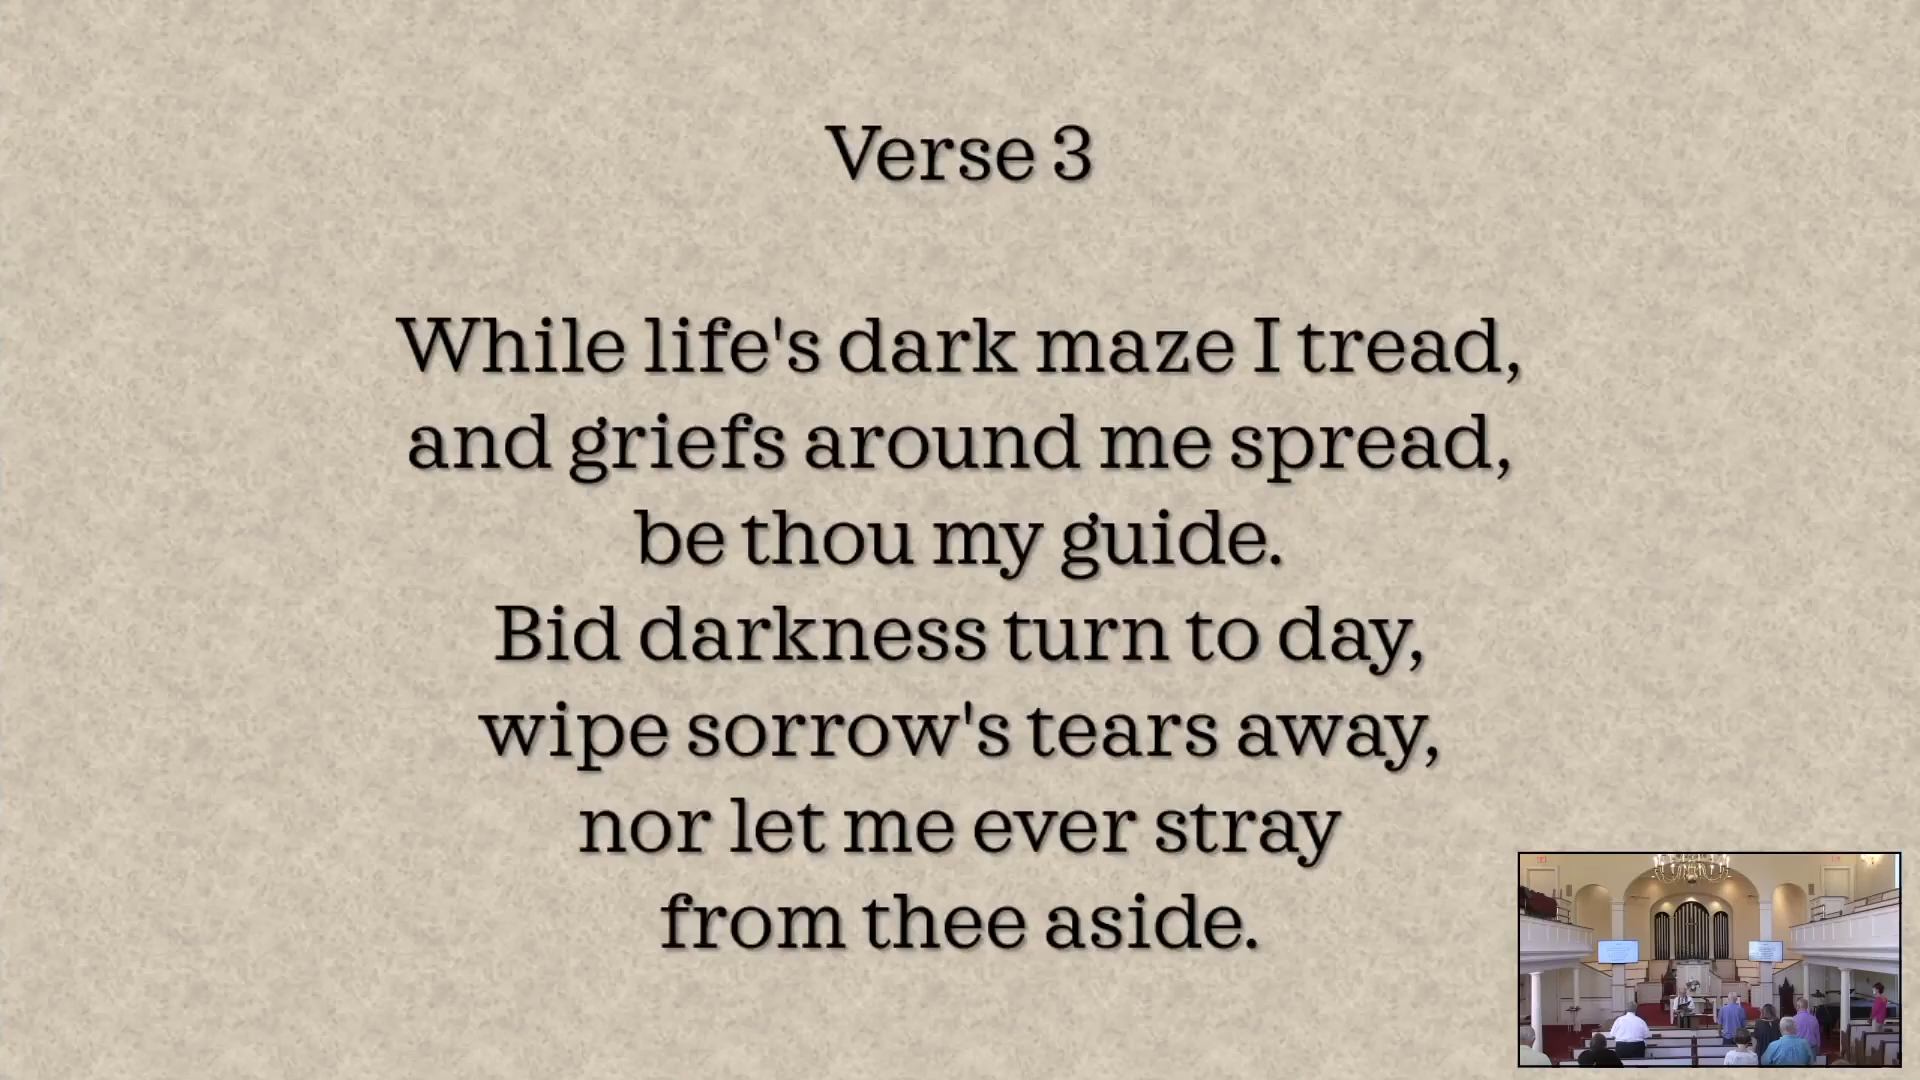 Verse 3
While life's dark maze I tread,
and griefs around me spread,
be thou my guide.
Bid darkness turn to day,
wipe sorrow's tears away,
nor let me ever stray
from thee aside.